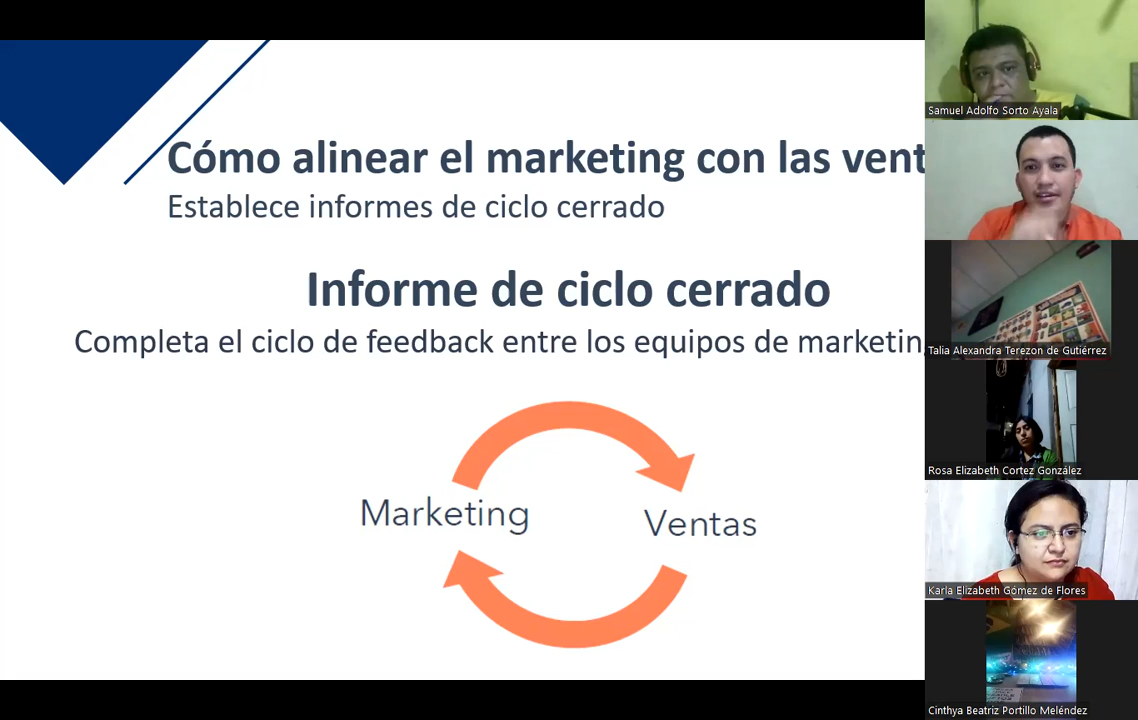 Cómo alinear el marketing con las vent
Establece informes de ciclo cerrado
Informe de ciclo cerrado
Completa el ciclo de feedback entre los equipos de marketin
Marketing
Ventas
Samuel Adolfo Sorto Ayala
Talia Alexandra Terezon de Gutiérrez
Rosa Elizabeth Cortez González
Karla Elizabeth Gómez de Flores
Cinthya Beatriz Portillo Meléndez